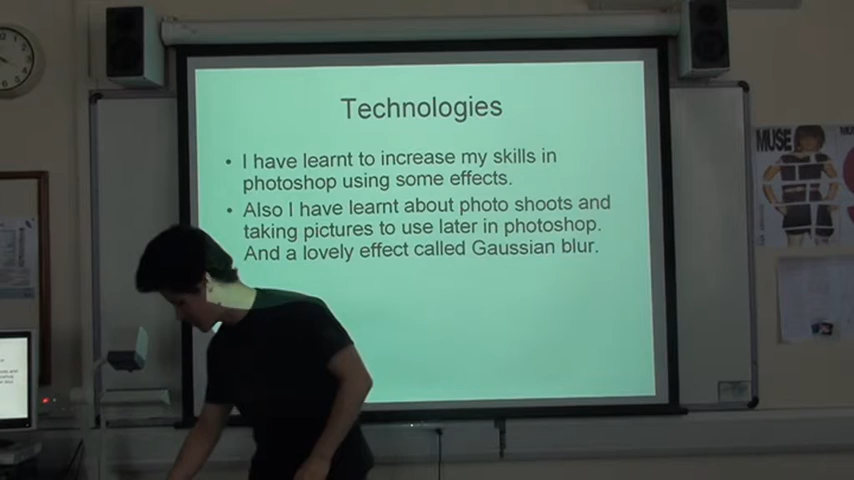 Technologies
• I have learnt to increase my skills in
photoshop using some effects.
• Also I have learnt about photo shoots and
taking pictures to use later in photoshop.
And a lovely effect called Gaussian blur.
MUSE